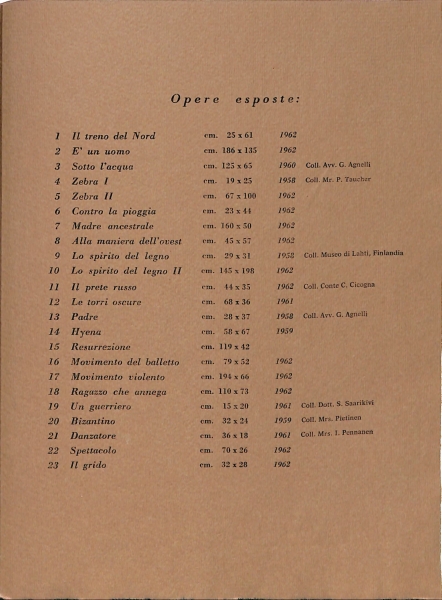 Opere esposte:
1 Il treno del Nord cm. 25 x 61 1962
2 E' un uomo cm. 186 x 135 1962
3 Sotto l'acqua cm. 125 x 65 1960 Coll. Avv. G. Agnelli
4 Zebra I cm. 19 x 25 1958 Coll. Mr. P. Tauchar
5 Zebra II cm. 67 x 100 1962
6 Contro la pioggia cm. 23 x 44 1962
7 Madre ancestrale cm. 160 x 50 1962
8 Alla maniera dell'ovest cm. 45 x 57 1962
9 Lo spirito del legno cm. 29 x 31 1958 Coll. Museo di Lahti, Finlandia
10 Lo spirito del legno II cm. 145 x 198 1962
11 Il prete russo cm. 44 x 35 1962 Coll. Conte C. Cicogna
12 Le torri oscure cm. 68 x 36 1961
13 Padre cm. 28 x 37 1958 Coll. Avv. G. Agnelli
14 Hyena cm. 58 x 67 1959
15 Resurrezione cm. 119 x 42
16 Movimento del balletto cm. 79 x 52 1962
17 Movimento violento cm. 194 x 66 1962
18 Ragazzo che annega cm. 110 x 73 1962
19 Un guerriero cm. 15 x 20 1961 Coll. Dott. S. Saarikivi
20 Bizantino cm. 32 x 24 1959 Coll. Mrs. Pietinen
21 Danzatore cm. 36 x 18 1961 Coll. Mrs. I. Pennanen
22 Spettacolo cm. 70 x 26 1962
23 Il grido cm. 32 x 28 1962